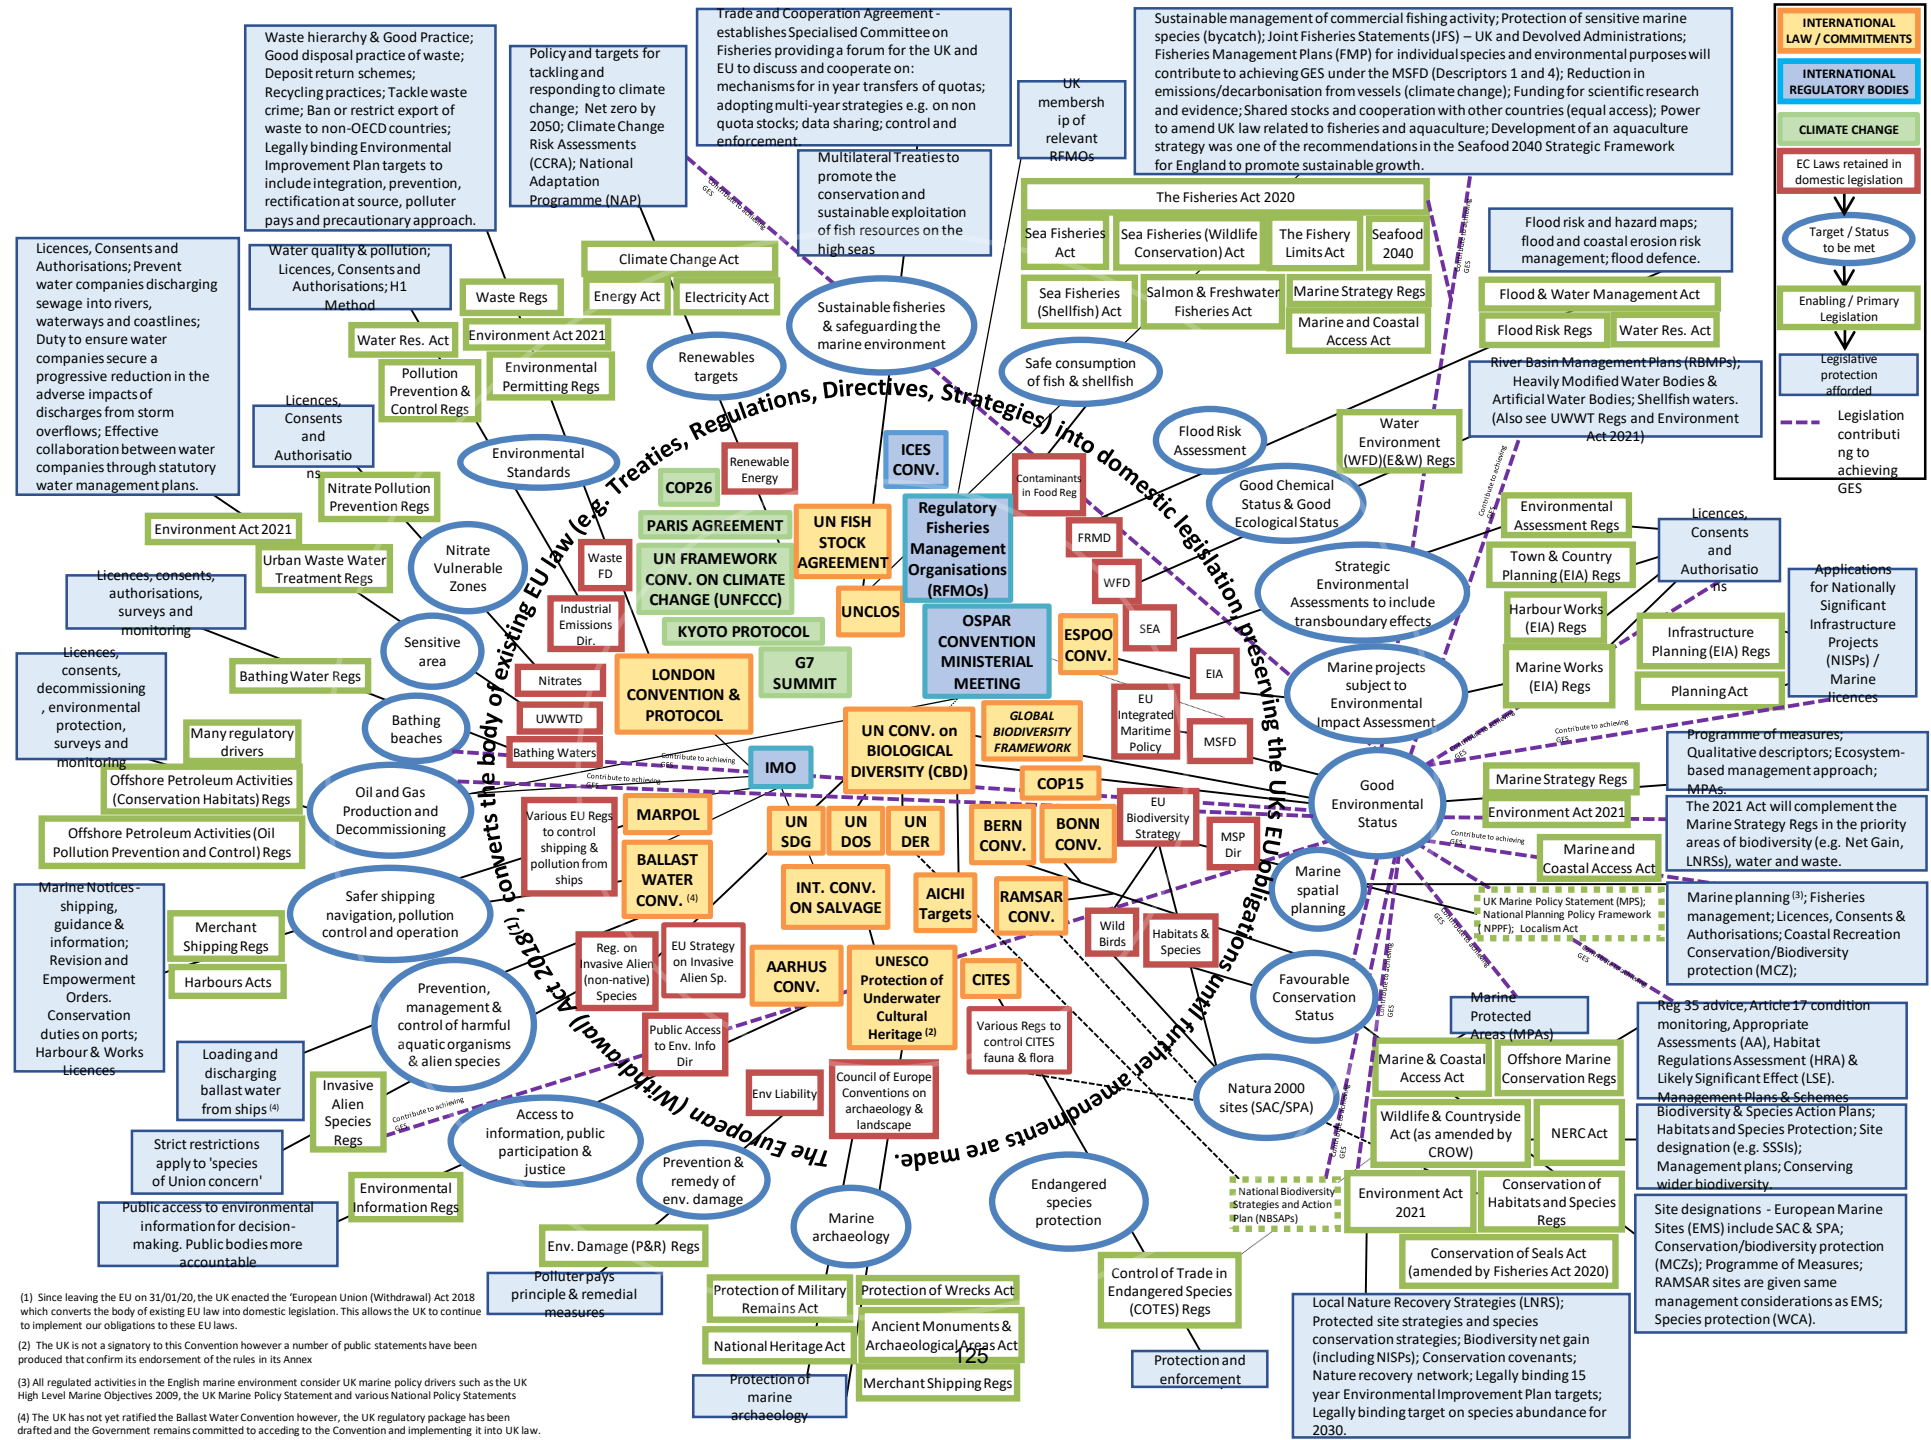 Waste hierarchy & Good Practice;
Good disposal practice of waste;
Deposit return schemes;
Recycling practices; Tackle waste
crime; Ban or restrict export of
waste to non-OECD countries;
Legally binding Environmental
Improvement Plan targets to
include integration, prevention,
rectification at source, polluter
pays and precautionary approach.
Policy and targets for
tackling and
responding to climate
change; Net zero by
2050; Climate Change
Risk Assessments
(CCRA); National
Adaptation
Programme (NAP)
Trade and Cooperation Agreement -
establishes Specialised Committee on
Fisheries providing a forum for the UK and
EU to discuss and cooperate on:
mechanisms for in year transfers of quotas;
adopting multi-year strategies e.g. on non
quota stocks; data sharing; control and
enforcement.
Multilateral Treaties to
promote the
conservation and
sustainable exploitation
of fish resources on the
high seas
UK
membersh
ip of
relevant
RFMOs
Sustainable management of commercial fishing activity; Protection of sensitive marine
species (bycatch); Joint Fisheries Statements (JFS) – UK and Devolved Administrations;
Fisheries Management Plans (FMP) for individual species and environmental purposes will
contribute to achieving GES under the MSFD (Descriptors 1 and 4); Reduction in
emissions/decarbonisation from vessels (climate change); Funding for scientific research
and evidence; Shared stocks and cooperation with other countries (equal access); Power
to amend UK law related to fisheries and aquaculture; Development of an aquaculture
strategy was one of the recommendations in the Seafood 2040 Strategic Framework
for England to promote sustainable growth.
INTERNATIONAL
LAW / COMMITMENTS
INTERNATIONAL
REGULATORY BODIES
CLIMATE CHANGE
EC Laws retained in
domestic legislation
Target / Status
to be met
Enabling / Primary
Legislation
Legislative
protection
afforded
Legislation
contributi
ng to
achieving
GES
Licences, Consents and
Authorisations; Prevent
water companies discharging
sewage into rivers,
waterways and coastlines;
Duty to ensure water
companies secure a
progressive reduction in the
adverse impacts of
discharges from storm
overflows; Effective
collaboration between water
companies through statutory
water management plans.
Water quality & pollution;
Licences, Consents and
Authorisations; H1
Method
Waste Regs
Environment Act 2021
Water Res. Act
Environmental
Permitting Regs
Pollution
Prevention &
Control Regs
Climate Change Act
Energy Act
Electricity Act
Renewables
targets
Sustainable fisheries
& safeguarding the
marine environment
Contribute to achieving
GES
The Fisheries Act 2020
Sea Fisheries
Act
Sea Fisheries (Wildlife
Conservation) Act
The Fishery
Limits Act
Seafood
2040
Sea Fisheries
(Shellfish) Act
Salmon & Freshwater
Fisheries Act
Marine Strategy Regs
Marine and Coastal
Access Act
Safe consumption
of fish & shellfish
Contribute to achieving
GES
Flood risk and hazard maps;
flood and coastal erosion risk
management; flood defence.
Flood & Water Management Act
Flood Risk Regs
Water Res. Act
River Basin Management Plans (RBMPs);
Heavily Modified Water Bodies &
Artificial Water Bodies; Shellfish waters.
(Also see UWWT Regs and Environment
Act 2021)
Flood Risk
Assessment
Water
Environment
(WFD)(E&W) Regs
Good Chemical
Status & Good
Ecological Status
Contribute to achieving
GES
Licences,
Consents
and
Authorisatio
ns
Environmental
Standards
Nitrate Pollution
Prevention Regs
Environment Act 2021
Urban Waste Water
Treatment Regs
Nitrate
Vulnerable
Zones
Licences, consents,
authorisations,
surveys and
monitoring
Sensitive
area
Bathing Water Regs
Licences,
consents,
decommissioning
, environmental
protection,
surveys and
monitoring
Bathing
beaches
Many regulatory
drivers
Offshore Petroleum Activities
(Conservation Habitats) Regs
Offshore Petroleum Activities (Oil
Pollution Prevention and Control) Regs
Oil and Gas
Production and
Decommissioning
The European (Withdrawal) Act 2018(1), converts the body of existing EU law (e.g. Treaties, Regulations, Directives, Strategies) into domestic legislation, preserving the UKs EU obligations until further amendments are made.
Renewable
Energy
COP26
PARIS AGREEMENT
UN FRAMEWORK
CONV. ON CLIMATE
CHANGE (UNFCCC)
KYOTO PROTOCOL
G7
SUMMIT
Waste
FD
Industrial
Emissions
Dir.
Nitrates
UWWTD
Bathing Waters
LONDON
CONVENTION &
PROTOCOL
UN FISH
STOCK
AGREEMENT
UNCLOS
ICES
CONV.
Regulatory
Fisheries
Management
Organisations
(RFMOs)
OSPAR
CONVENTION
MINISTERIAL
MEETING
Contaminants
in Food Reg
FRMD
WFD
SEA
ESPOO
CONV.
EIA
EU
Integrated
Maritime
Policy
MSFD
Contribute to achieving
GES
Contribute to achieving
GES
IMO
UN CONV. on
BIOLOGICAL
DIVERSITY (CBD)
GLOBAL
BIODIVERSITY
FRAMEWORK
COP15
Various EU Regs
to control
shipping &
pollution from
ships
MARPOL
BALLAST
WATER
CONV. (4)
UN
SDG
UN
DOS
UN
DER
BERN
CONV.
BONN
CONV.
EU
Biodiversity
Strategy
MSP
Dir
INT. CONV.
ON SALVAGE
AICHI
Targets
RAMSAR
CONV.
Wild
Birds
Habitats &
Species
Reg. on
Invasive Alien
(non-native)
Species
EU Strategy
on Invasive
Alien Sp.
AARHUS
CONV.
UNESCO
Protection of
Underwater
Cultural
Heritage (2)
CITES
Public Access
to Env. Info
Dir
Various Regs to
control CITES
fauna & flora
Env Liability
Council of Europe
Conventions on
archaeology &
landscape
Strategic
Environmental
Assessments to include
transboundary effects
Environmental
Assessment Regs
Town & Country
Planning (EIA) Regs
Harbour Works
(EIA) Regs
Marine Works
(EIA) Regs
Licences,
Consents
and
Authorisatio
ns
Infrastructure
Planning (EIA) Regs
Planning Act
Applications
for Nationally
Significant
Infrastructure
Projects
(NISPs) /
Marine
licences
Marine projects
subject to
Environmental
Impact Assessment
Contribute to achieving
GES
Contribute to achieving
GES
Good
Environmental
Status
Marine Strategy Regs
Environment Act 2021
Programme of measures;
Qualitative descriptors; Ecosystem-
based management approach;
MPAs.
The 2021 Act will complement the
Marine Strategy Regs in the priority
areas of biodiversity (e.g. Net Gain,
LNRSs), water and waste.
Contribute to achieving
GES
Marine and
Coastal Access Act
Marine
spatial
planning
UK Marine Policy Statement (MPS);
National Planning Policy Framework
( NPPF); Localism Act
Marine planning (3); Fisheries
management; Licences, Consents &
Authorisations; Coastal Recreation
Conservation/Biodiversity
protection (MCZ);
Contribute to achieving
GES
Contribute to achieving
GES
Safer shipping
navigation, pollution
control and operation
Marine Notices -
shipping,
guidance &
information;
Revision and
Empowerment
Orders.
Conservation
duties on ports;
Harbour & Works
Licences
Merchant
Shipping Regs
Harbours Acts
Prevention,
management &
control of harmful
aquatic organisms
& alien species
Loading and
discharging
ballast water
from ships (4)
Invasive
Alien
Species
Regs
Contribute to achieving
GES
Strict restrictions
apply to 'species
of Union concern'
Access to
information, public
participation &
justice
Environmental
Information Regs
Public access to environmental
information for decision-
making. Public bodies more
accountable
Prevention &
remedy of
env. damage
Env. Damage (P&R) Regs
Polluter pays
principle & remedial
measures
Marine
archaeology
Protection of Military
Remains Act
Protection of Wrecks Act
National Heritage Act
Ancient Monuments &
Archaeological Areas Act
125
Merchant Shipping Regs
Protection of
marine
archaeology
Endangered
species
protection
Control of Trade in
Endangered Species
(COTES) Regs
Protection and
enforcement
Favourable
Conservation
Status
Natura 2000
sites (SAC/SPA)
Contribute to achieving
GES
Contribute to achieving
GES
National Biodiversity
Strategies and Action
Plan (NBSAPs)
Marine
Protected
Areas (MPAs)
Marine & Coastal
Access Act
Offshore Marine
Conservation Regs
Wildlife & Countryside
Act (as amended by
CROW)
NERC Act
Environment Act
2021
Conservation of
Habitats and Species
Regs
Conservation of Seals Act
(amended by Fisheries Act 2020)
Reg 35 advice, Article 17 condition
monitoring, Appropriate
Assessments (AA), Habitat
Regulations Assessment (HRA) &
Likely Significant Effect (LSE).
Management Plans & Schemes
Biodiversity & Species Action Plans;
Habitats and Species Protection; Site
designation (e.g. SSSIs);
Management plans; Conserving
wider biodiversity.
Site designations - European Marine
Sites (EMS) include SAC & SPA;
Conservation/biodiversity protection
(MCZs); Programme of Measures;
RAMSAR sites are given same
management considerations as EMS;
Species protection (WCA).
Local Nature Recovery Strategies (LNRS);
Protected site strategies and species
conservation strategies; Biodiversity net gain
(including NISPs); Conservation covenants;
Nature recovery network; Legally binding 15
year Environmental Improvement Plan targets;
Legally binding target on species abundance for
2030.
(1) Since leaving the EU on 31/01/20, the UK enacted the 'European Union (Withdrawal) Act 2018
which converts the body of existing EU law into domestic legislation. This allows the UK to continue
to implement our obligations to these EU laws.
(2) The UK is not a signatory to this Convention however a number of public statements have been
produced that confirm its endorsement of the rules in its Annex
(3) All regulated activities in the English marine environment consider UK marine policy drivers such as the UK
High Level Marine Objectives 2009, the UK Marine Policy Statement and various National Policy Statements
(4) The UK has not yet ratified the Ballast Water Convention however, the UK regulatory package has been
drafted and the Government remains committed to acceding to the Convention and implementing it into UK law.